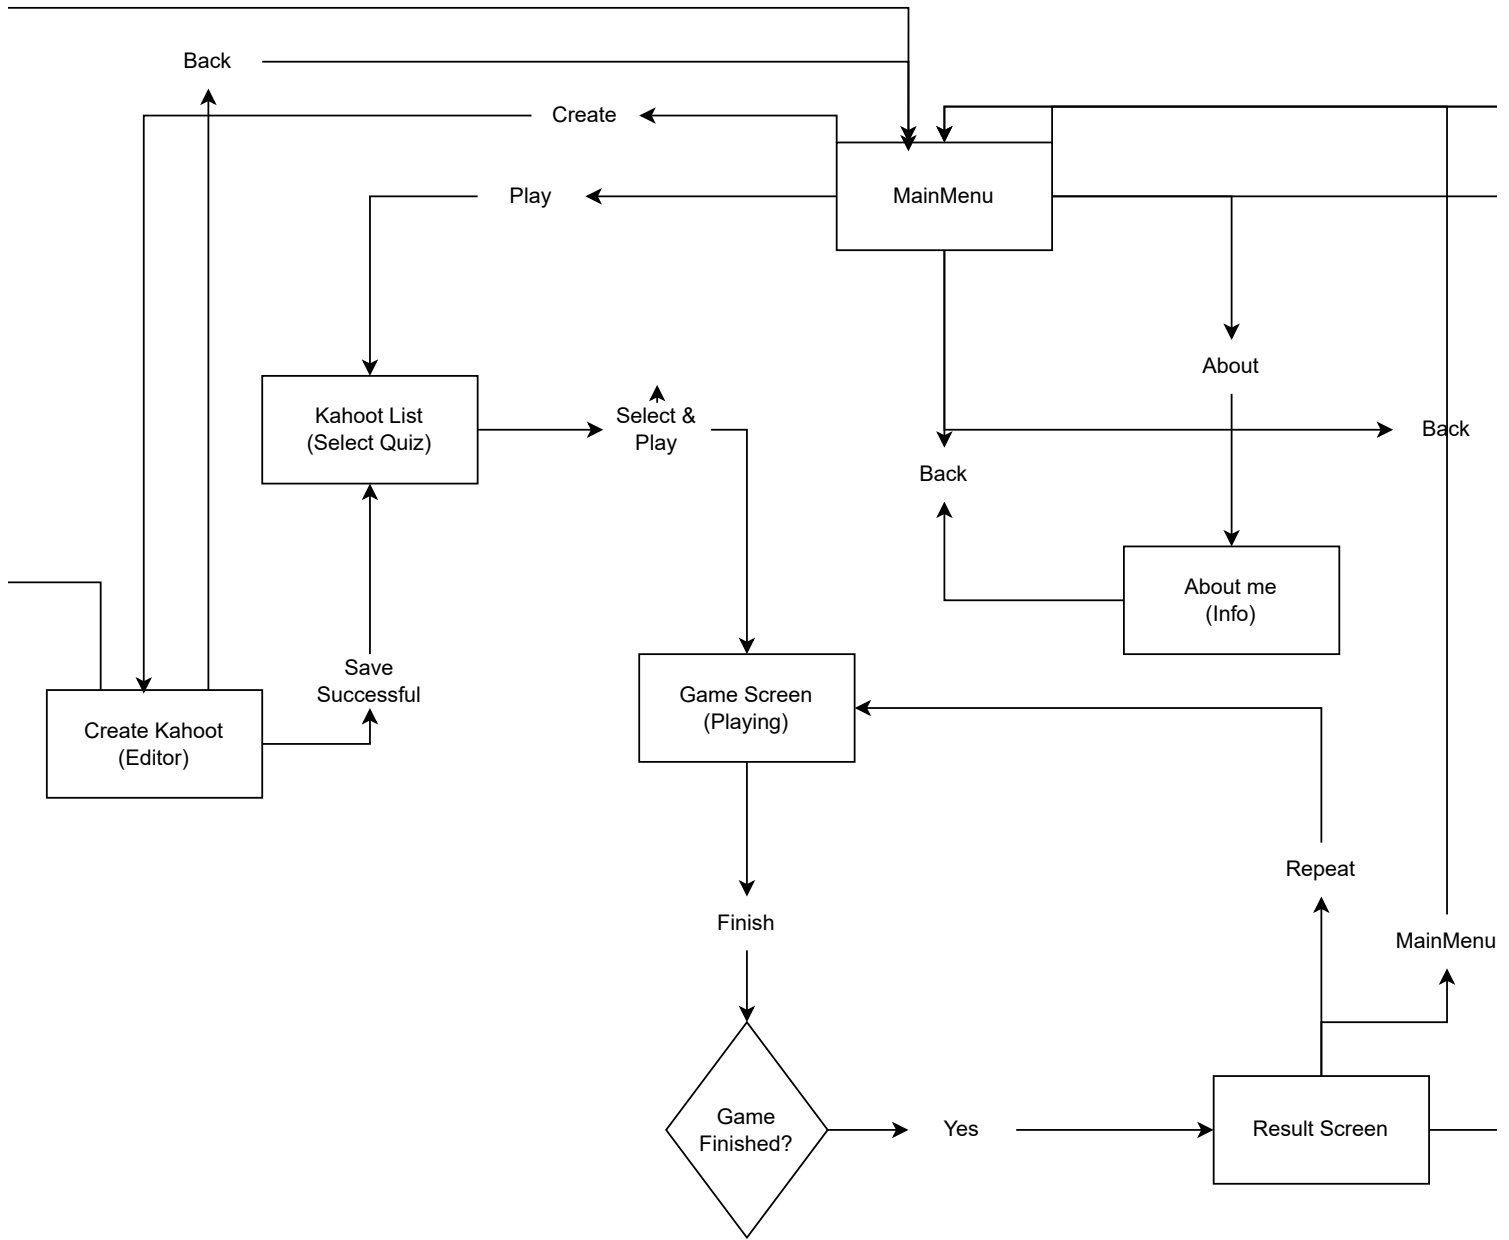 Back
Create
Play
MainMenu
About
Kahoot List
(Select Quiz)
Select &
Play
Back
Back
About me
(Info)
Save
Successful
Game Screen
(Playing)
Create Kahoot
(Editor)
Repeat
Finish
MainMenu
Game
Finished?
Yes
Result Screen